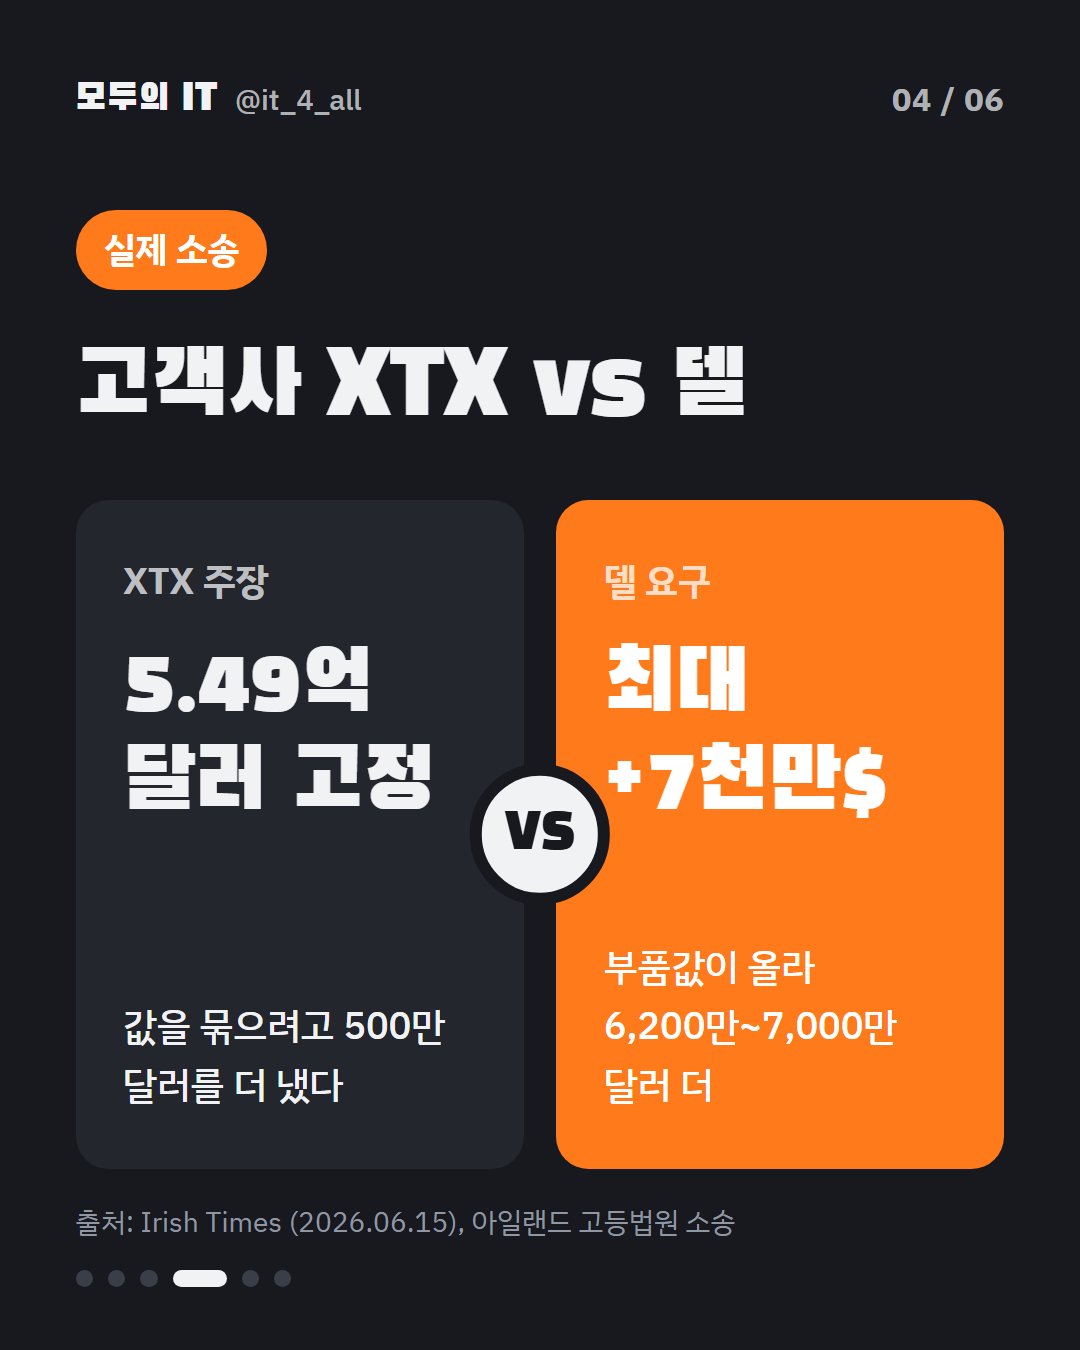 모두의 IT @it_4_all
04 / 06
실제 소송
고객사 XTX vs 델
XTX 주장
5.49억
달러 고정
값을 묶으려고 500만
달러를 더 냈다
VS
델 요구
최대
+7천만$
부품값이 올라
6,200만~7,000만
달러 더
출처: Irish Times (2026.06.15), 아일랜드 고등법원 소송